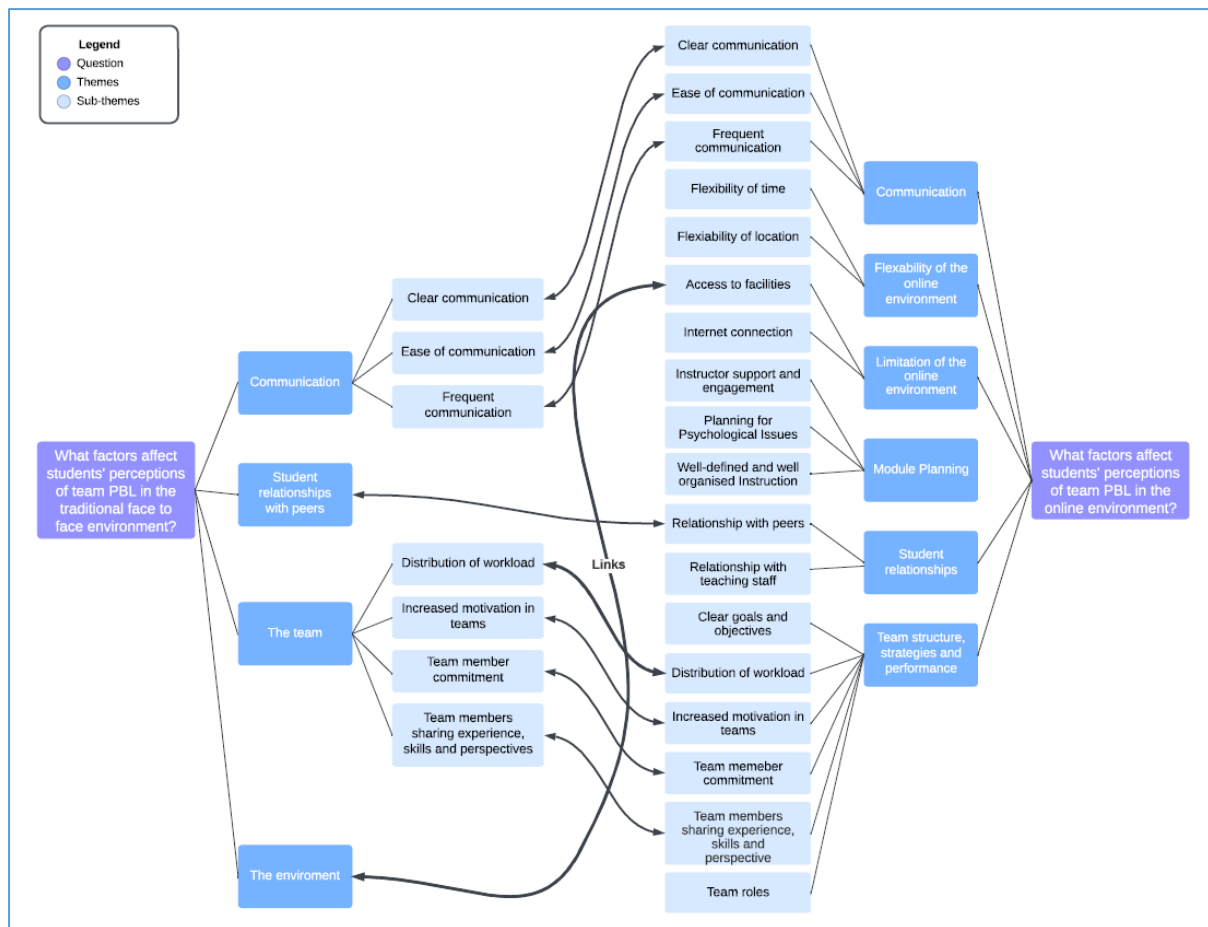 Legend
Question
Themes
Sub-themes
What factors affect
students' perceptions
of team PBL in the
traditional face to
face environment?
Communication
Student
relationships
with peers
The team
The enviroment
Clear communication
Ease of communication
Frequent
communication
Distribution of workload
Increased motivation in
teams
Team member
commitment
Team members
sharing experience,
skills and perspectives
Links
Clear communication
Ease of communication
Frequent
communication
Flexibility of time
Flexiability of location
Access to facilities
Internet connection
Instructor support and
engagement
Planning for
Psychological Issues
Well-defined and well
organised Instruction
Relationship with peers
Relationship with
teaching staff
Clear goals and
objectives
Distribution of workload
Increased motivation in
teams
Team memeber
commitment
Team members
sharing experience,
skills and
perspective
Team roles
Communication
Flexability of the
online
environment
Limitation of the
online
environment
Module Planning
Student
relationships
Team structure,
strategies and
performance
What factors affect
students' perceptions
of team PBL in the
online environment?